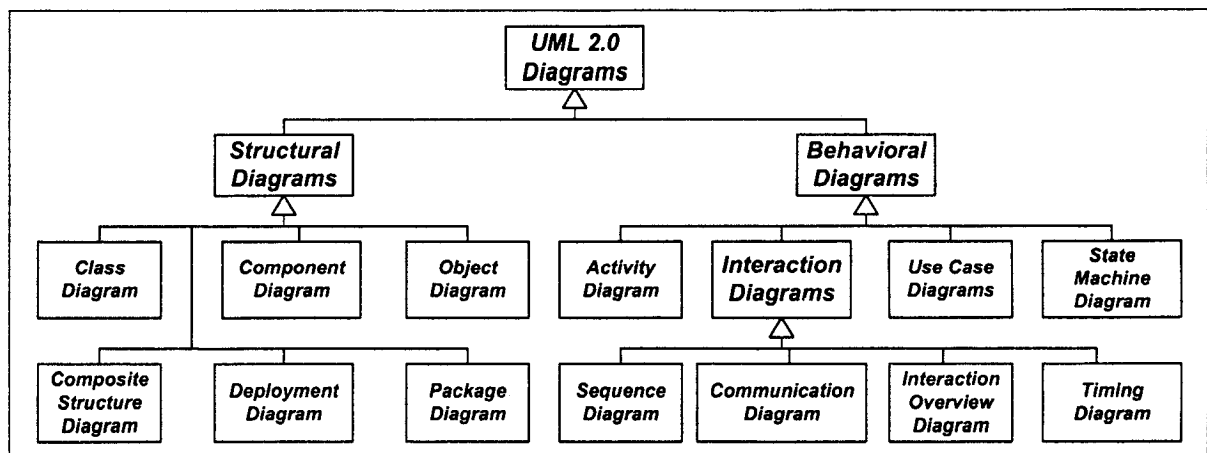 UML 2.0
Diagrams
Structural
Diagrams
Behavioral
Diagrams
Class
Diagram
Component
Diagram
Object
Diagram
Activity
Diagram
Interaction
Diagrams
Use Case
Diagrams
State
Machine
Diagram
Composite
Structure
Diagram
Deployment
Diagram
Package
Diagram
Sequence
Diagram
Communication
Diagram
Interaction
Overview
Diagram
Timing
Diagram